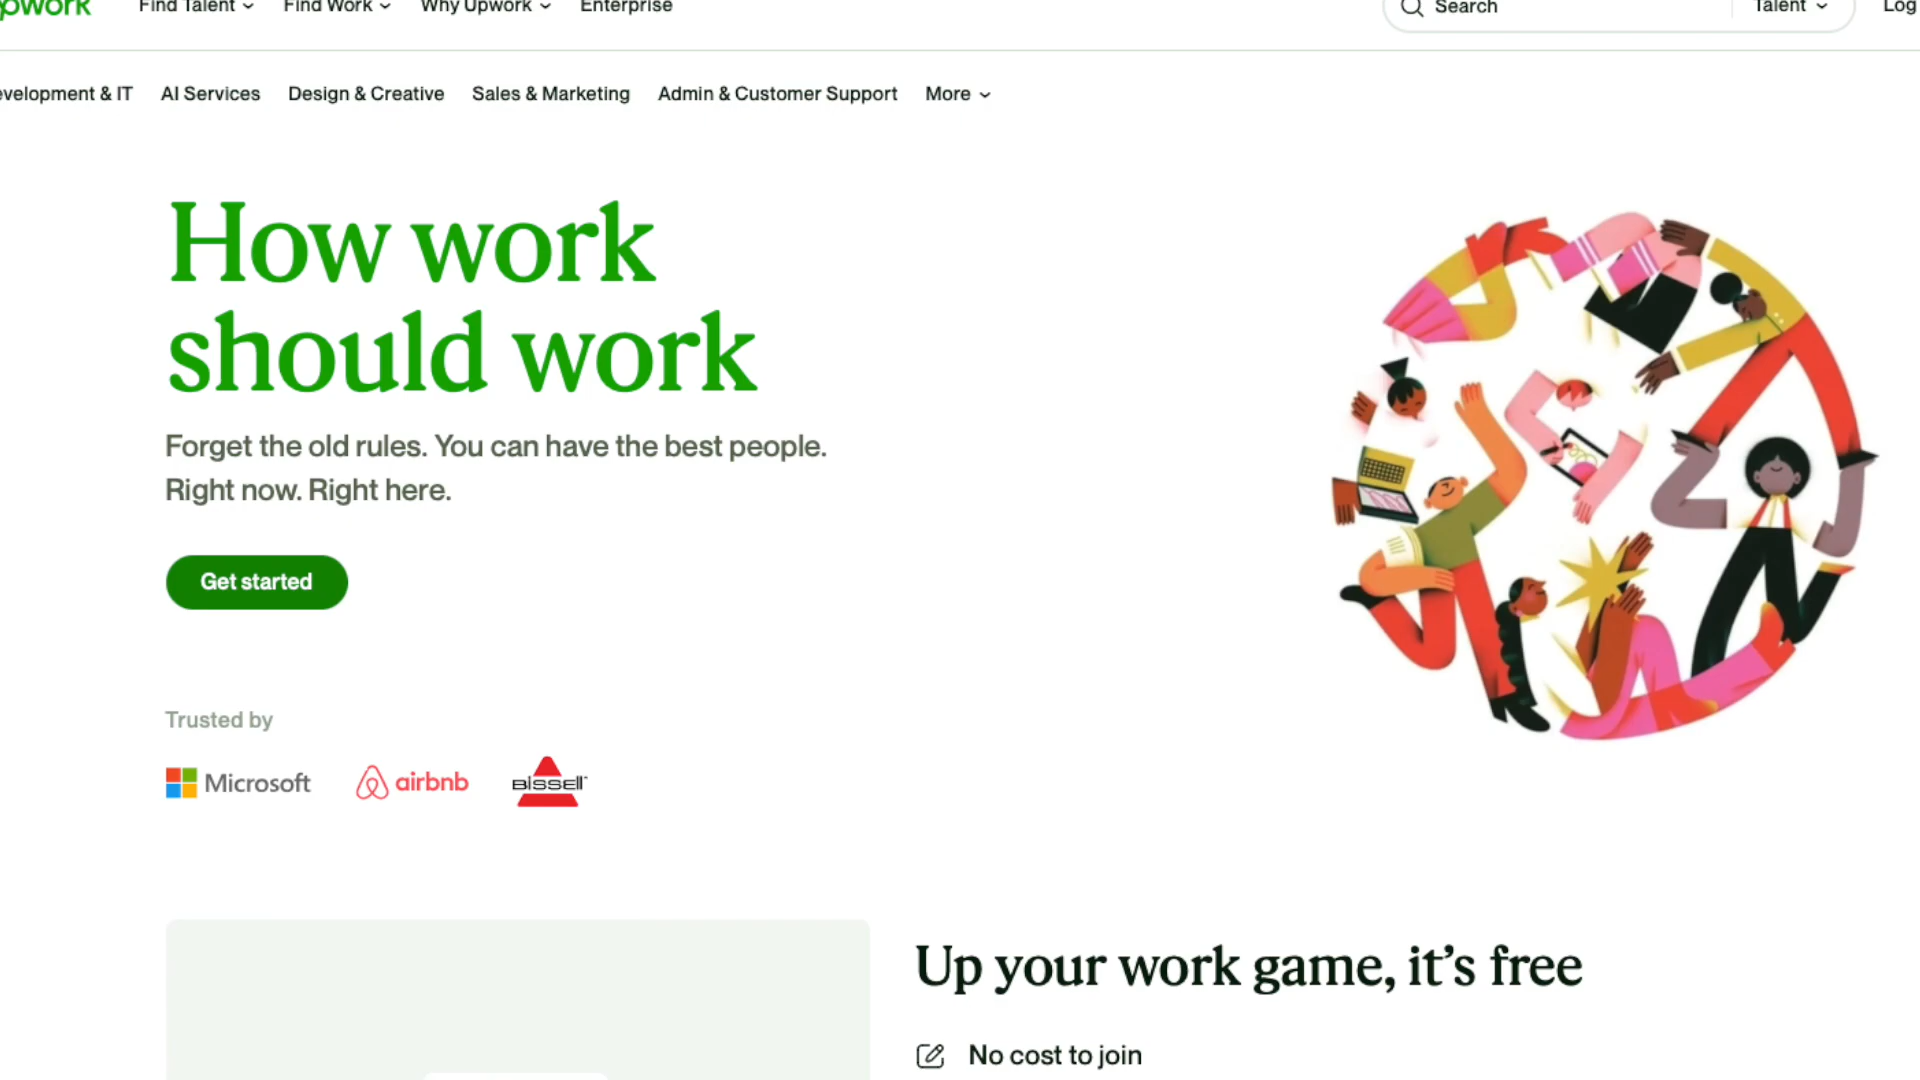 Find Talent
Find Work
Why Upwork
Enterprise
Search
Talent
Log
AI Services
Design & Creative
Sales & Marketing
Admin & Customer Support
More
How work
should work
Forget the old rules. You can have the best people.
Right now. Right here.
Get started
Trusted by
Microsoft
airbnb
BISSELL
Up your work game, it's free
No cost to join